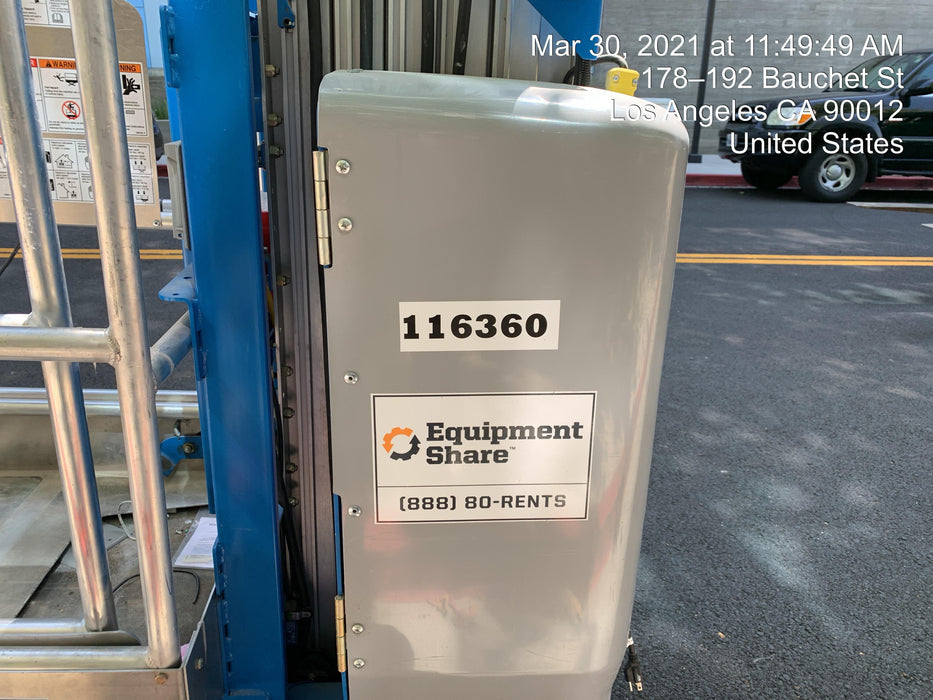 Mar 30, 2021 at 11:49:49 AM
178–192 Bauchet St
Los Angeles CA 90012
United States
WARNING
116360
Equipment
Share™
(888) 80-RENTS